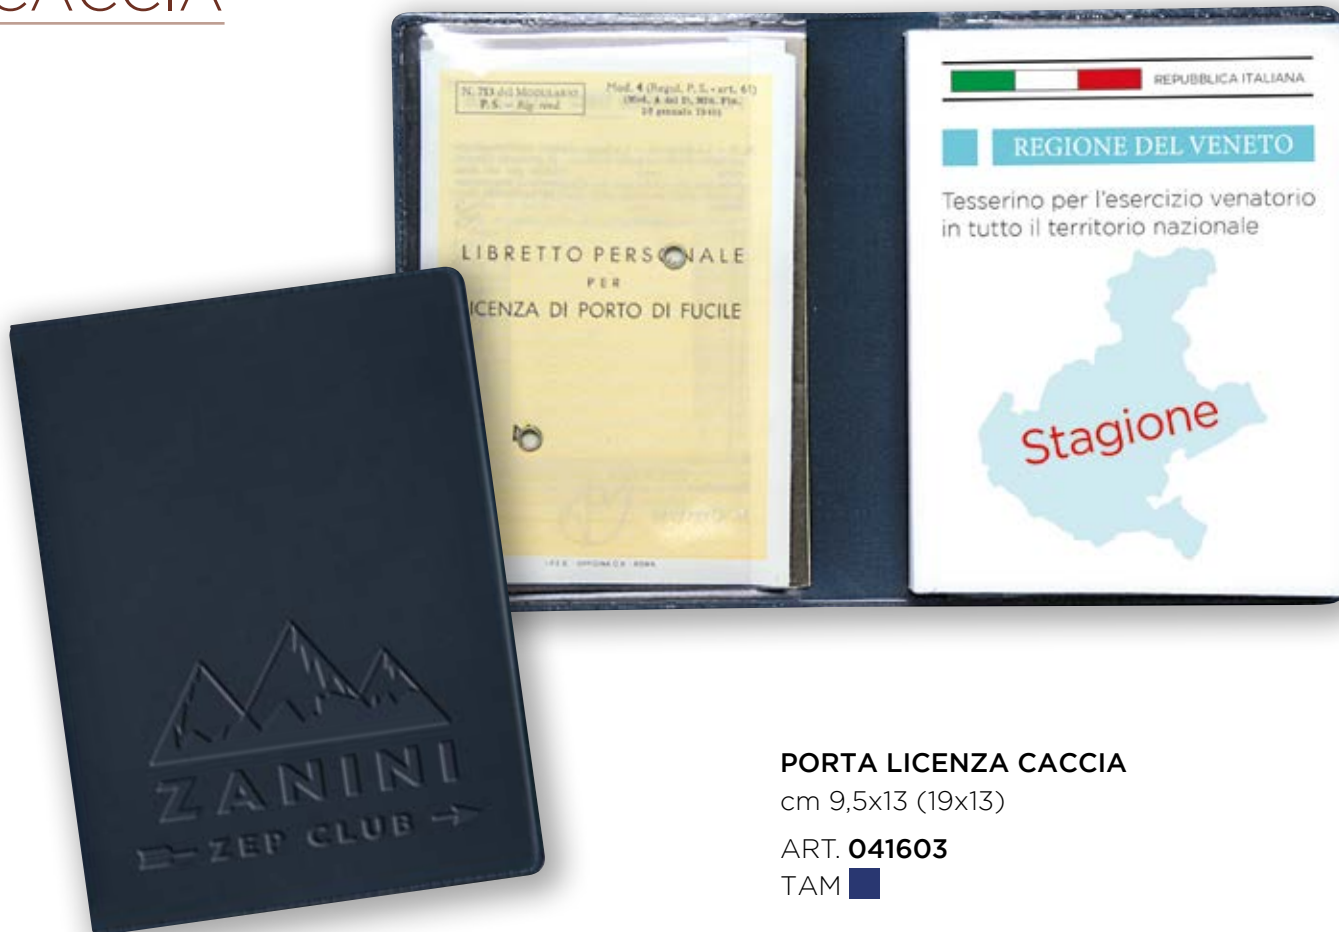 CACCIA
N. 713 del MODULARIO
P. S. - Rig. rend.
Mod. 4 (Regol. P. S. - art. 61)
LIBRETTO PERSONALE
PER
LICENZA DI PORTO DI FUCILE
REPUBBLICA ITALIANA
REGIONE DEL VENETO
Tesserino per l'esercizio venatorio
in tutto il territorio nazionale
Stagione
ZANINI
ZEP CLUB
PORTA LICENZA CACCIA
cm 9,5x13 (19x13)
ART. 041603
TAM